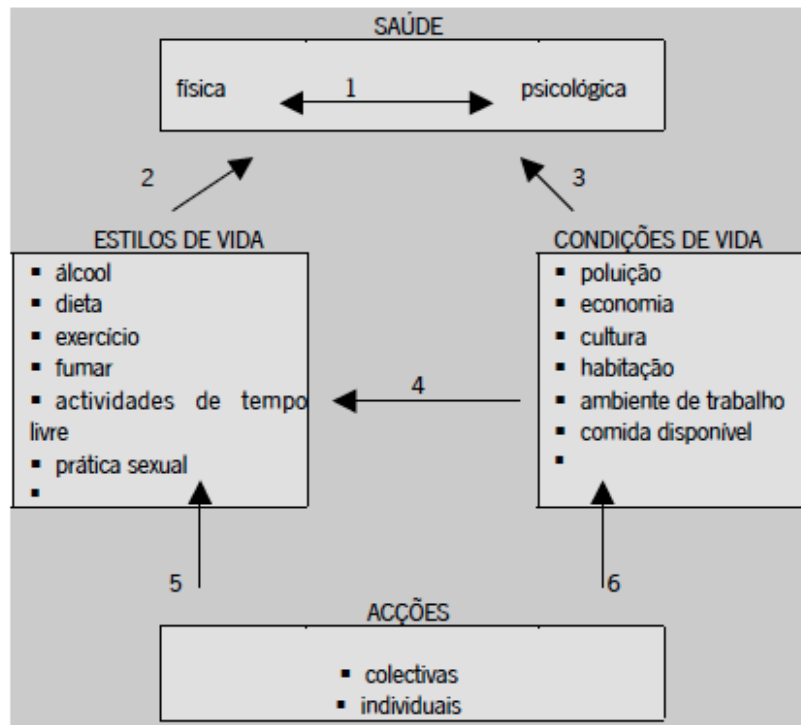 SAÚDE
física 1 psicológica
2 3
ESTILOS DE VIDA
▪ álcool
▪ dieta
▪ exercício
▪ fumar
▪ actividades de tempo
livre
▪ prática sexual
▪
CONDIÇÕES DE VIDA
▪ poluição
▪ economia
▪ cultura
▪ habitação
▪ ambiente de trabalho
▪ comida disponível
▪
4
5 6
ACÇÕES
▪ colectivas
▪ individuais